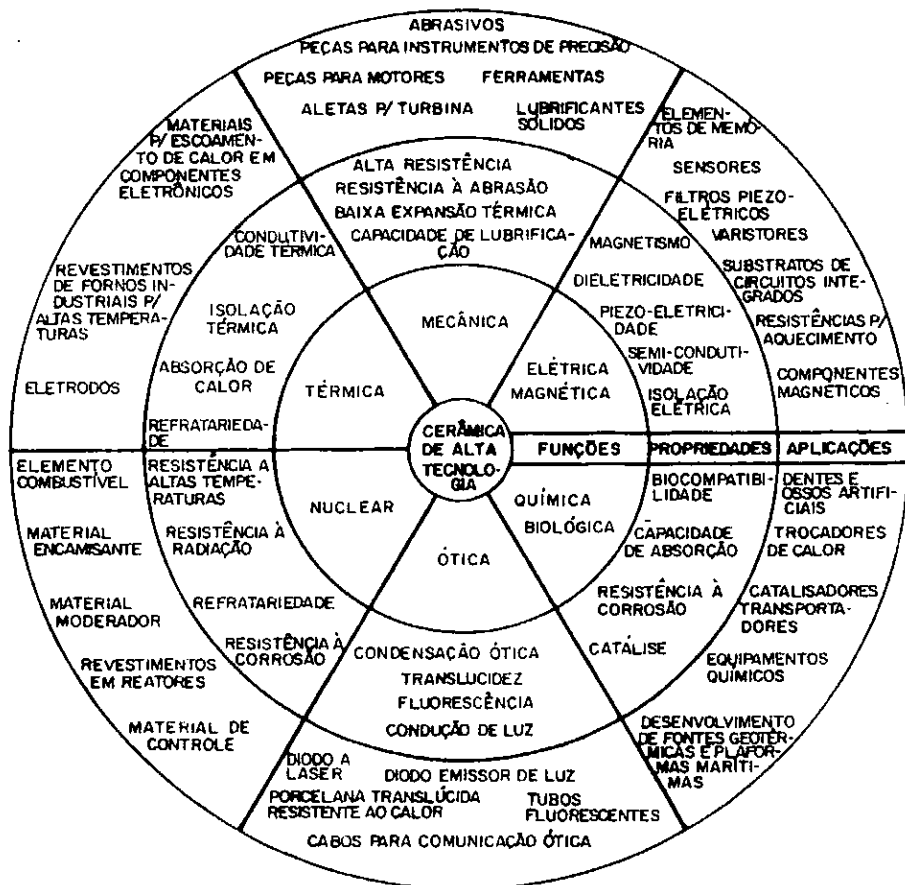 ABRASIVOS
PEÇAS PARA INSTRUMENTOS DE PRECISÃO
PEÇAS PARA MOTORES
FERRAMENTAS
ALETAS P/ TURBINA
LUBRIFICANTES
SÓLIDOS
ALTA RESISTÊNCIA
RESISTÊNCIA À ABRASÃO
BAIXA EXPANSÃO TÉRMICA
CAPACIDADE DE LUBRIFICA-
ÇÃO
MECÂNICA
ELEMEN-
TOS DE MEMÓ-
RIA
SENSORES
FILTROS PIEZO-
ELÉTRICOS
VARISTORES
SUBSTRATOS DE
CIRCUITOS INTE-
GRADOS
RESISTÊNCIAS P/
AQUECIMENTO
COMPONENTES
MAGNÉTICOS
MAGNETISMO
DIELETRICIDADE
PIEZO-ELETRICI-
DADE
SEMI-CONDUTI-
VIDADE
ISOLAÇÃO
ELÉTRICA
ELÉTRICA
MAGNÉTICA
MATERIAIS
P/ ESCOAMEN-
TO DE CALOR EM
COMPONENTES
ELETRÔNICOS
REVESTIMENTOS
DE FORNOS IN-
DUSTRIAIS P/
ALTAS TEMPERA-
TURAS
ELETRODOS
CONDUTIVI-
DADE TÉRMICA
ISOLAÇÃO
TÉRMICA
ABSORÇÃO DE
CALOR
REFRATARIEDA-
DE
TÉRMICA
CERÂMICA
DE ALTA
TECNOLO-
GIA
FUNÇÕES
PROPRIEDADES
APLICAÇÕES
ELEMENTO
COMBUSTÍVEL
MATERIAL
ENCAMISANTE
MATERIAL
MODERADOR
REVESTIMENTOS
EM REATORES
MATERIAL DE
CONTROLE
RESISTÊNCIA A
ALTAS TEMPE-
RATURAS
RESISTÊNCIA À
RADIAÇÃO
REFRATARIEDADE
RESISTÊNCIA À
CORROSÃO
NUCLEAR
ÓTICA
CONDENSAÇÃO ÓTICA
TRANSLUCIDEZ
FLUORESCÊNCIA
CONDUÇÃO DE LUZ
DIODO A
LASER
DIODO EMISSOR DE LUZ
PORCELANA TRANSLÚCIDA
RESISTENTE AO CALOR
TUBOS
FLUORESCENTES
CABOS PARA COMUNICAÇÃO ÓTICA
QUÍMICA
BIOLÓGICA
BIOCOMPATIBI-
LIDADE
CAPACIDADE
DE ABSORÇÃO
RESISTÊNCIA À
CORROSÃO
CATÁLISE
DENTES E
OSSOS ARTIFI-
CIAIS
TROCADORES
DE CALOR
CATALISADORES
TRANSPORTA-
DORES
EQUIPAMENTOS
QUÍMICOS
DESENVOLVIMENTO
DE FONTES GEOTÉR-
MICAS E PLAFOR-
MAS MARÍTI-
MAS